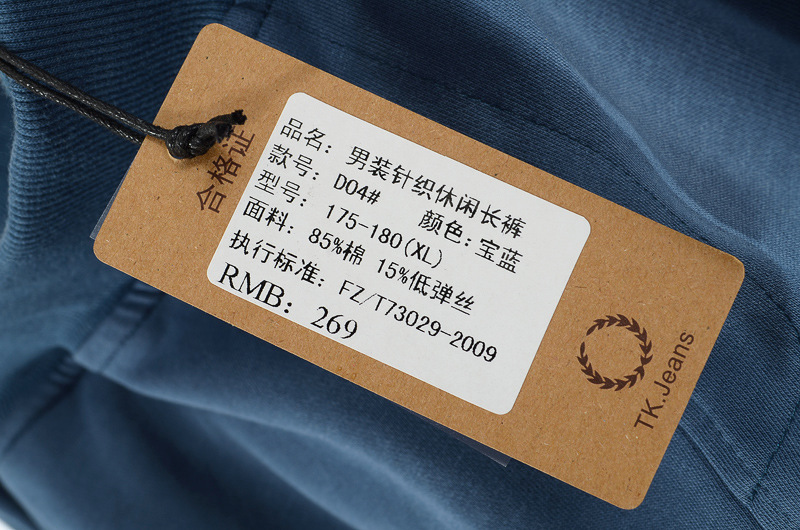 合格证
品名: 男装针织休闲长裤
款号: D04# 颜色:宝蓝
型号: 175-180(XL)
面料: 85%棉 15%低弹丝
执行标准: FZ/T73029-2009
RMB: 269
TK.Jeans